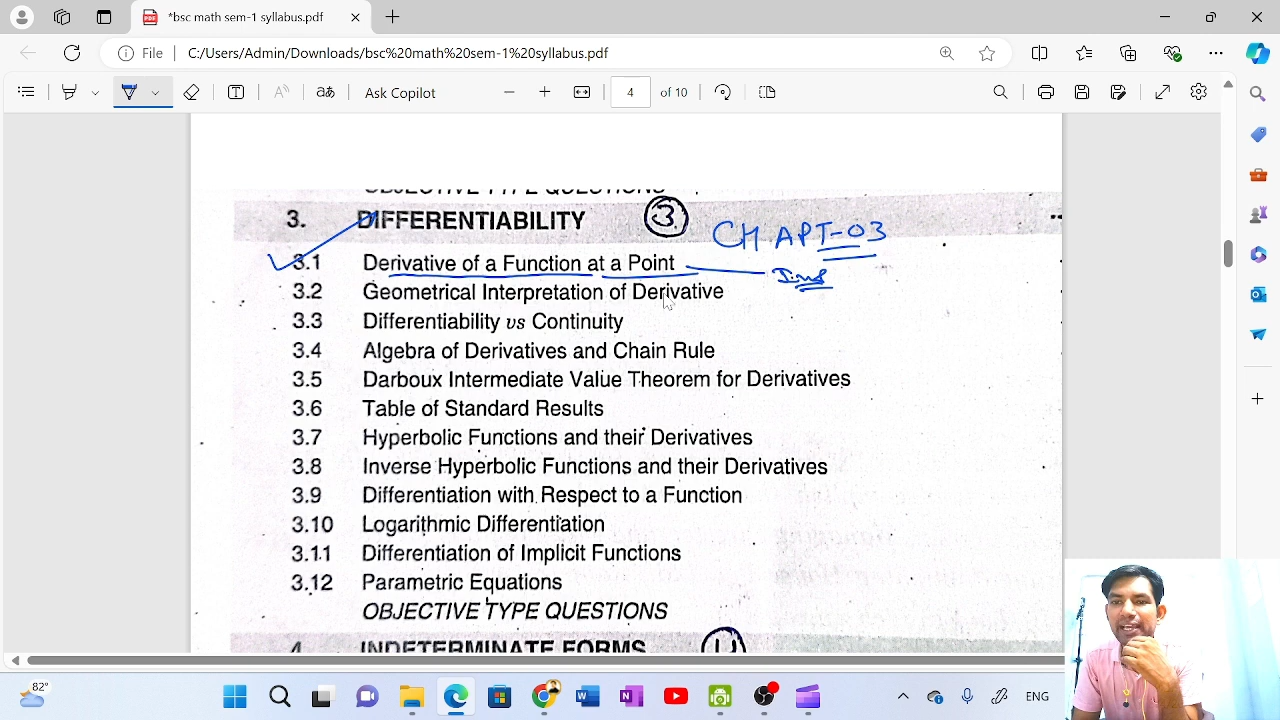 *bsc math sem-1 syllabus.pdf
File C:/Users/Admin/Downloads/bsc%20math%20sem-1%20syllabus.pdf
Ask Copilot 4 of 10
OBJECTIVE TYPE QUESTIONS
3. DIFFERENTIABILITY 3
CHAPT-03
3.1 Derivative of a Function at a Point
3.2 Geometrical Interpretation of Derivative
3.3 Differentiability vs Continuity
3.4 Algebra of Derivatives and Chain Rule
3.5 Darboux Intermediate Value Theorem for Derivatives
3.6 Table of Standard Results
3.7 Hyperbolic Functions and their Derivatives
3.8 Inverse Hyperbolic Functions and their Derivatives
3.9 Differentiation with Respect to a Function
3.10 Logarithmic Differentiation
3.11 Differentiation of Implicit Functions
3.12 Parametric Equations
OBJECTIVE TYPE QUESTIONS
4. INDETERMINATE FORMS
82° ENG